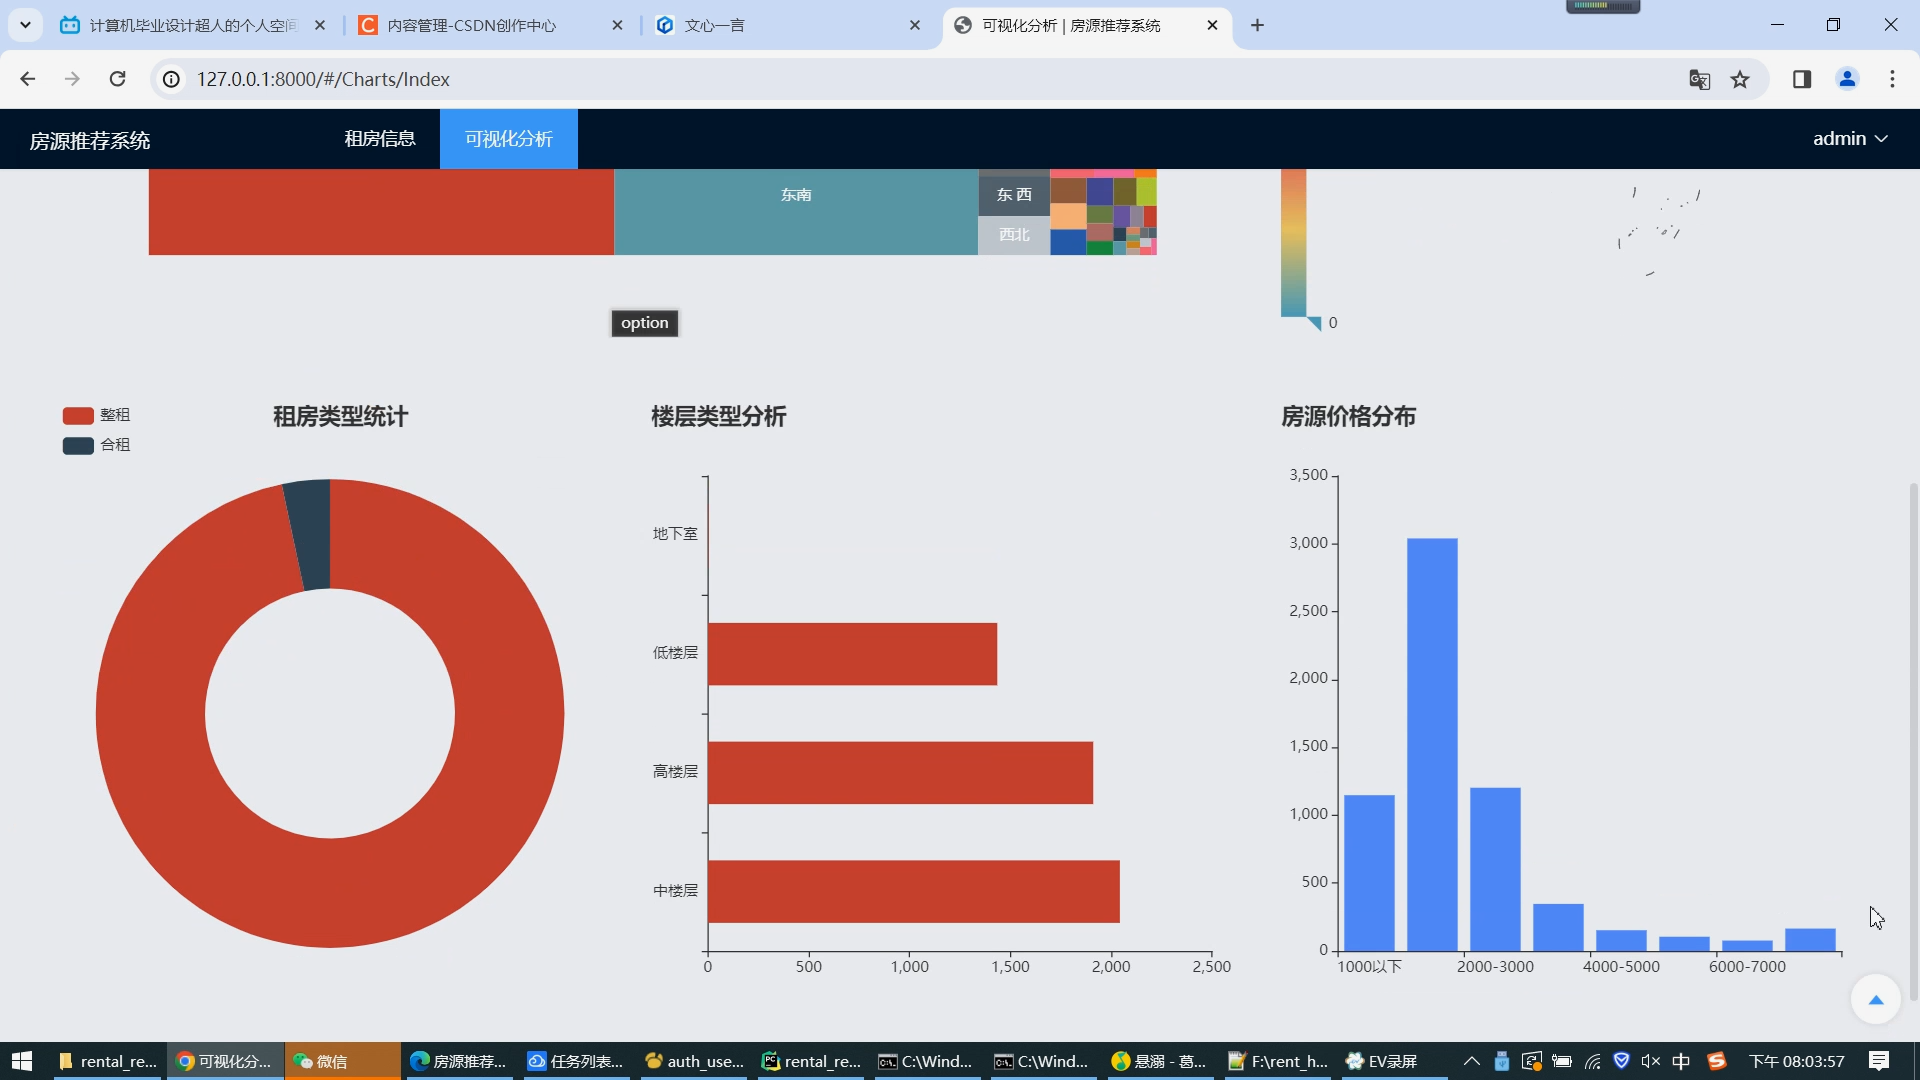 计算机毕业设计超人的个人空间
内容管理-CSDN创作中心
文心一言
可视化分析 | 房源推荐系统
127.0.0.1:8000/#/Charts/Index
房源推荐系统
租房信息
可视化分析
admin
东南
东 西
西北
0
option
整租
合租
租房类型统计
楼层类型分析
地下室
低楼层
高楼层
中楼层
0 500 1,000 1,500 2,000 2,500
房源价格分布
3,500
3,000
2,500
2,000
1,500
1,000
500
0
1000以下 2000-3000 4000-5000 6000-7000
rental_re...
可视化分...
微信
房源推荐...
任务列表...
auth_use...
rental_re...
C:\Wind...
C:\Wind...
悬溺 - 葛...
F:\rent_h...
EV录屏
中
下午 08:03:57